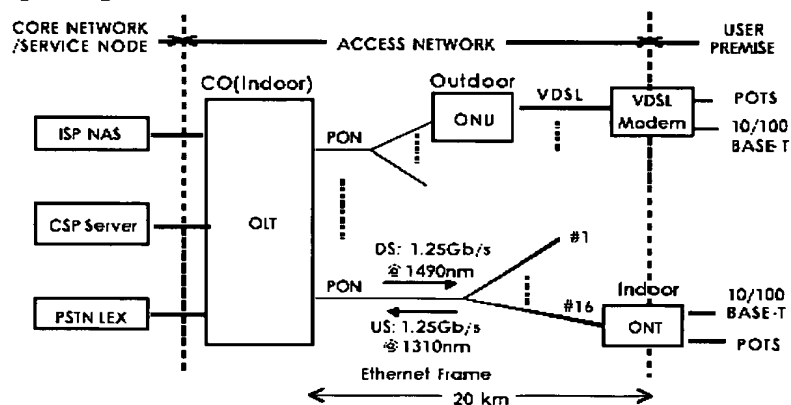 CORE NETWORK
/SERVICE NODE
ACCESS NETWORK
USER
PREMISE
CO(Indoor)
Outdoor
ONU
VDSL
VDSL
Modem
POTS
10/100
BASE-T
ISP NAS
PON
CSP Server
OLT
DS: 1.25Gb/s
@1490nm
#1
PON
#16
Indoor
ONT
10/100
BASE-T
POTS
PSTN LEX
US: 1.25Gb/s
@1310nm
Ethernet Frame
20 km